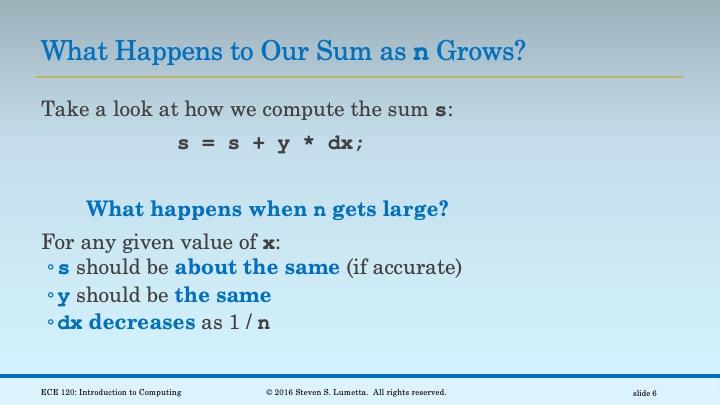 What Happens to Our Sum as n Grows?
Take a look at how we compute the sum s:
s = s + y * dx;
What happens when n gets large?
For any given value of x:
◦ s should be about the same (if accurate)
◦ y should be the same
◦ dx decreases as 1 / n
ECE 120: Introduction to Computing
© 2016 Steven S. Lumetta. All rights reserved.
slide 6